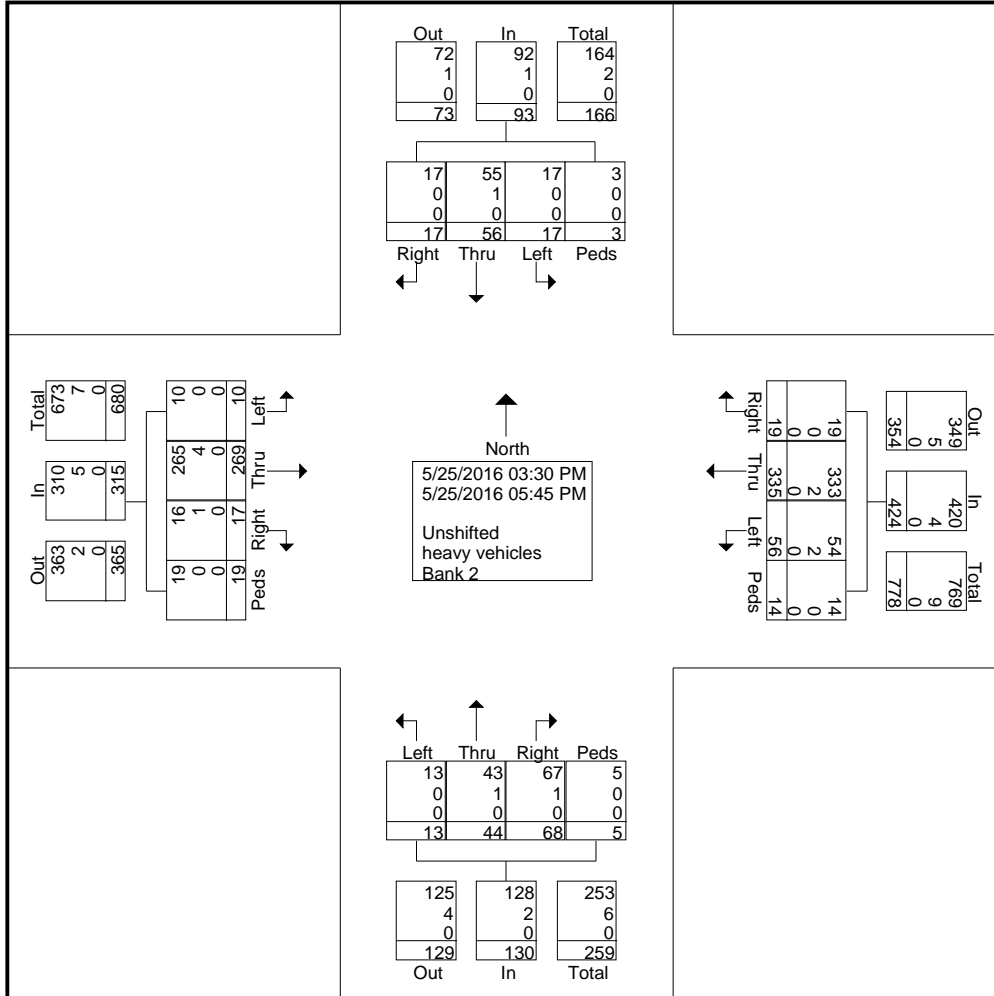 Out In Total
72 92 164
1 1 2
0 0 0
73 93 166
17 55 17 3
0 1 0 0
0 0 0 0
17 56 17 3
Right Thru Left Peds
Total
673
7
0
680
In
310
5
0
315
Out
363
2
0
365
10
0
0
10
Left
265
4
0
269
Thru
16
1
0
17
Right
19
0
0
19
Peds
North
5/25/2016 03:30 PM
5/25/2016 05:45 PM
Unshifted
heavy vehicles
Bank 2
Right
19
0
0
19
Thru
333
2
0
335
Left
54
2
0
56
Peds
14
0
0
14
Out
349
5
0
354
In
420
4
0
424
Total
769
9
0
778
Left Thru Right Peds
13 43 67 5
0 1 1 0
0 0 0 0
13 44 68 5
125 128 253
4 2 6
0 0 0
129 130 259
Out In Total